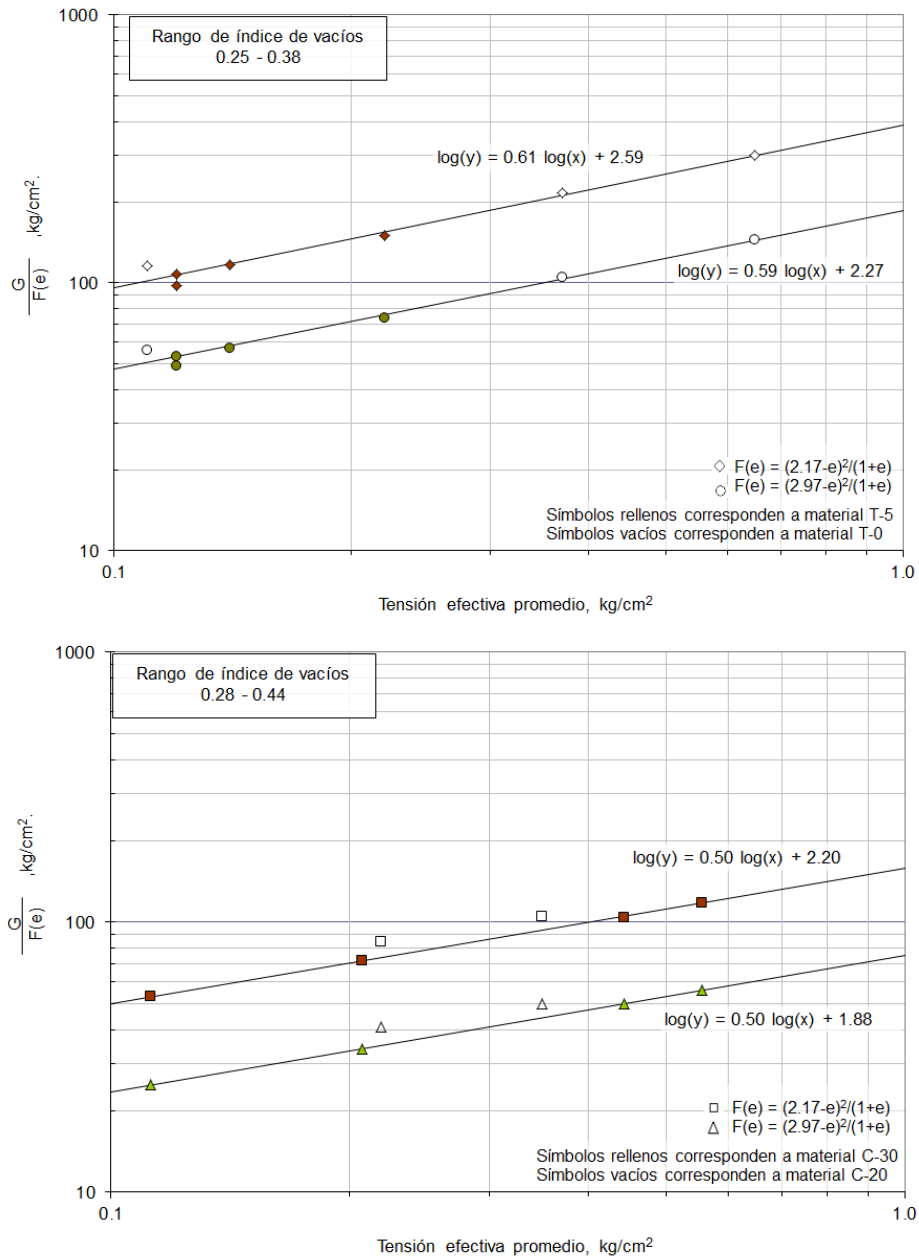 1000
Rango de índice de vacíos
0.25 - 0.38
log(y) = 0.61 log(x) + 2.59
G
F(e)
,kg/cm².
100
log(y) = 0.59 log(x) + 2.27
F(e) = (2.17-e)²/(1+e)
F(e) = (2.97-e)²/(1+e)
Símbolos rellenos corresponden a material T-5
Símbolos vacíos corresponden a material T-0
10
0.1
1.0
Tensión efectiva promedio, kg/cm²
1000
Rango de índice de vacíos
0.28 - 0.44
log(y) = 0.50 log(x) + 2.20
G
F(e)
,kg/cm².
100
log(y) = 0.50 log(x) + 1.88
F(e) = (2.17-e)²/(1+e)
F(e) = (2.97-e)²/(1+e)
Símbolos rellenos corresponden a material C-30
Símbolos vacíos corresponden a material C-20
10
0.1
1.0
Tensión efectiva promedio, kg/cm²